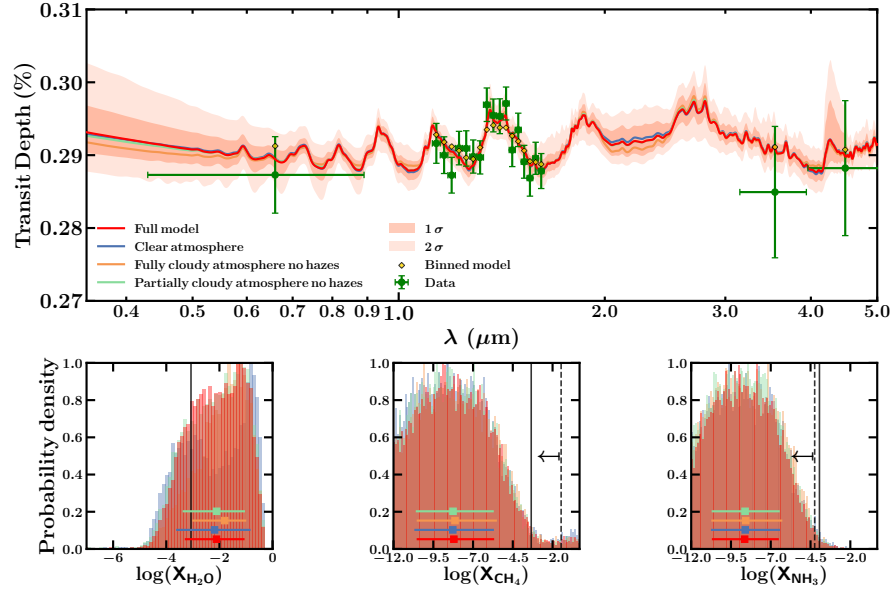 Transit Depth (%)
0.30
0.29
0.28
0.27
Full model
Clear atmosphere
Fully cloudy atmosphere no hazes
Partially cloudy atmosphere no hazes
1 σ
2 σ
Binned model
Data
0.4 0.5 0.6 0.7 0.8 0.9 1.0 2.0 3.0 4.0 5.0
λ (μm)
Probability density
1.0
0.8
0.6
0.4
0.2
0.0
−6 −4 −2 0
log(X_{H₂O})
1.0
0.8
0.6
0.4
0.2
0.0
−12.0 −9.5 −7.0 −4.5 −2.0
log(X_{CH₄})
1.0
0.8
0.6
0.4
0.2
0.0
−12.0 −9.5 −7.0 −4.5 −2.0
log(X_{NH₃})